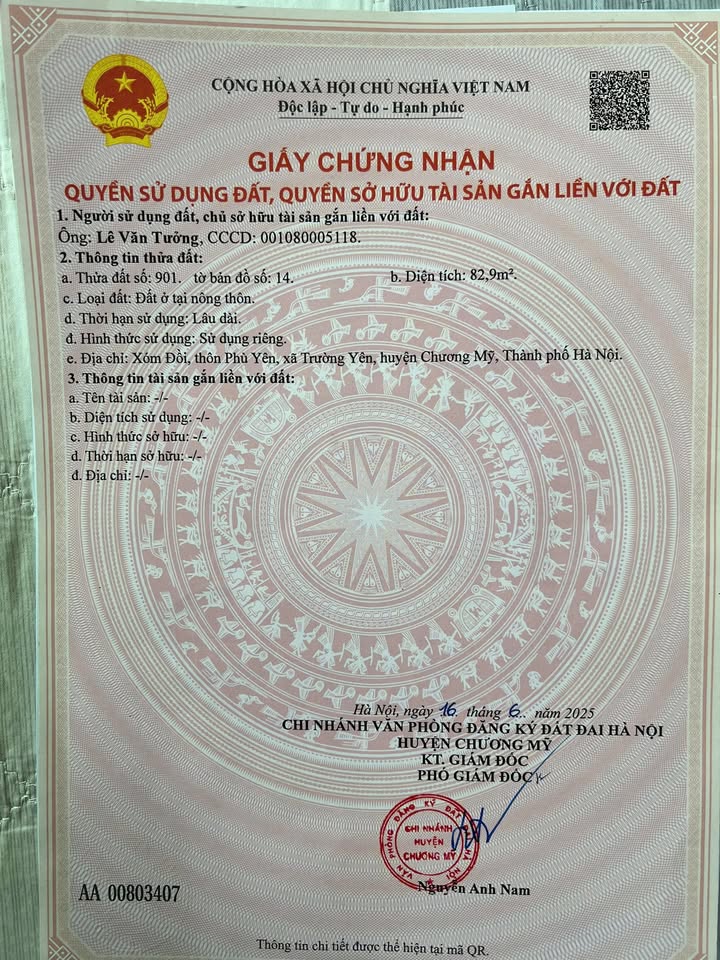 CỘNG HÒA XÃ HỘI CHỦ NGHĨA VIỆT NAM
Độc lập - Tự do - Hạnh phúc
GIẤY CHỨNG NHẬN
QUYỀN SỬ DỤNG ĐẤT, QUYỀN SỞ HỮU TÀI SẢN GẮN LIỀN VỚI ĐẤT
1. Người sử dụng đất, chủ sở hữu tài sản gắn liền với đất:
Ông: Lê Văn Tưởng, CCCD: 001080005118.
2. Thông tin thửa đất:
a. Thửa đất số: 901. tờ bản đồ số: 14. b. Diện tích: 82,9m².
c. Loại đất: Đất ở tại nông thôn.
d. Thời hạn sử dụng: Lâu dài.
đ. Hình thức sử dụng: Sử dụng riêng.
e. Địa chỉ: Xóm Đồi, thôn Phù Yên, xã Trường Yên, huyện Chương Mỹ, Thành phố Hà Nội.
3. Thông tin tài sản gắn liền với đất:
a. Tên tài sản: -/-
b. Diện tích sử dụng: -/-
c. Hình thức sở hữu: -/-
d. Thời hạn sở hữu: -/-
đ. Địa chỉ: -/-
Hà Nội, ngày 16. tháng 6.. năm 2025
CHI NHÁNH VĂN PHÒNG ĐĂNG KÝ ĐẤT ĐAI HÀ NỘI
HUYỆN CHƯƠNG MỸ
KT. GIÁM ĐỐC
PHÓ GIÁM ĐỐC
VĂN PHÒNG ĐĂNG KÝ ĐẤT HÀ NỘI
CHI NHÁNH
HUYỆN
CHƯƠNG MỸ
Nguyễn Anh Nam
AA 00803407
Thông tin chi tiết được thể hiện tại mã QR.